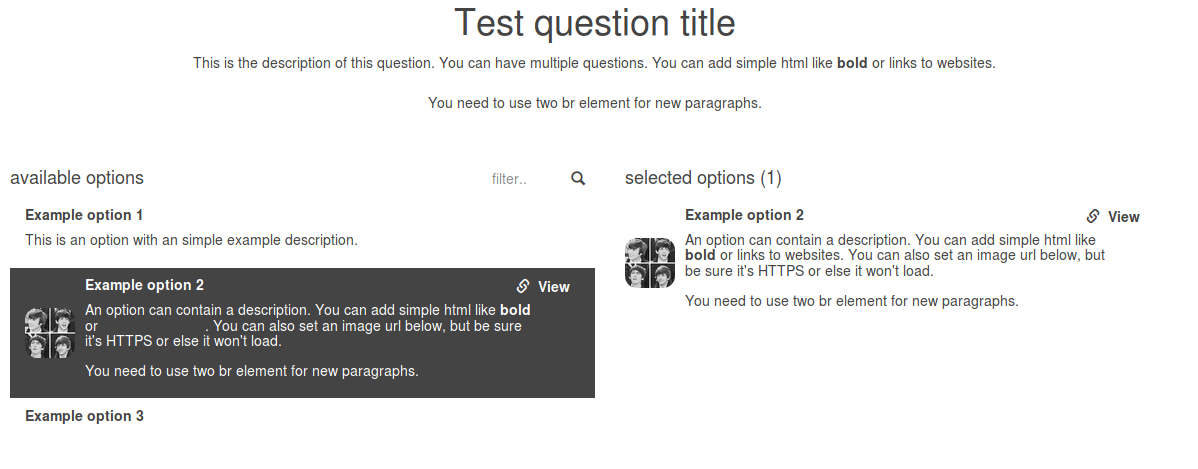 Test question title
This is the description of this question. You can have multiple questions. You can add simple html like bold or links to websites.
You need to use two br element for new paragraphs.
available options
filter..
Example option 1
This is an option with an simple example description.
Example option 2
View
An option can contain a description. You can add simple html like bold
or . You can also set an image url below, but be sure
it's HTTPS or else it won't load.
You need to use two br element for new paragraphs.
Example option 3
selected options (1)
Example option 2
View
An option can contain a description. You can add simple html like
bold or links to websites. You can also set an image url below, but
be sure it's HTTPS or else it won't load.
You need to use two br element for new paragraphs.